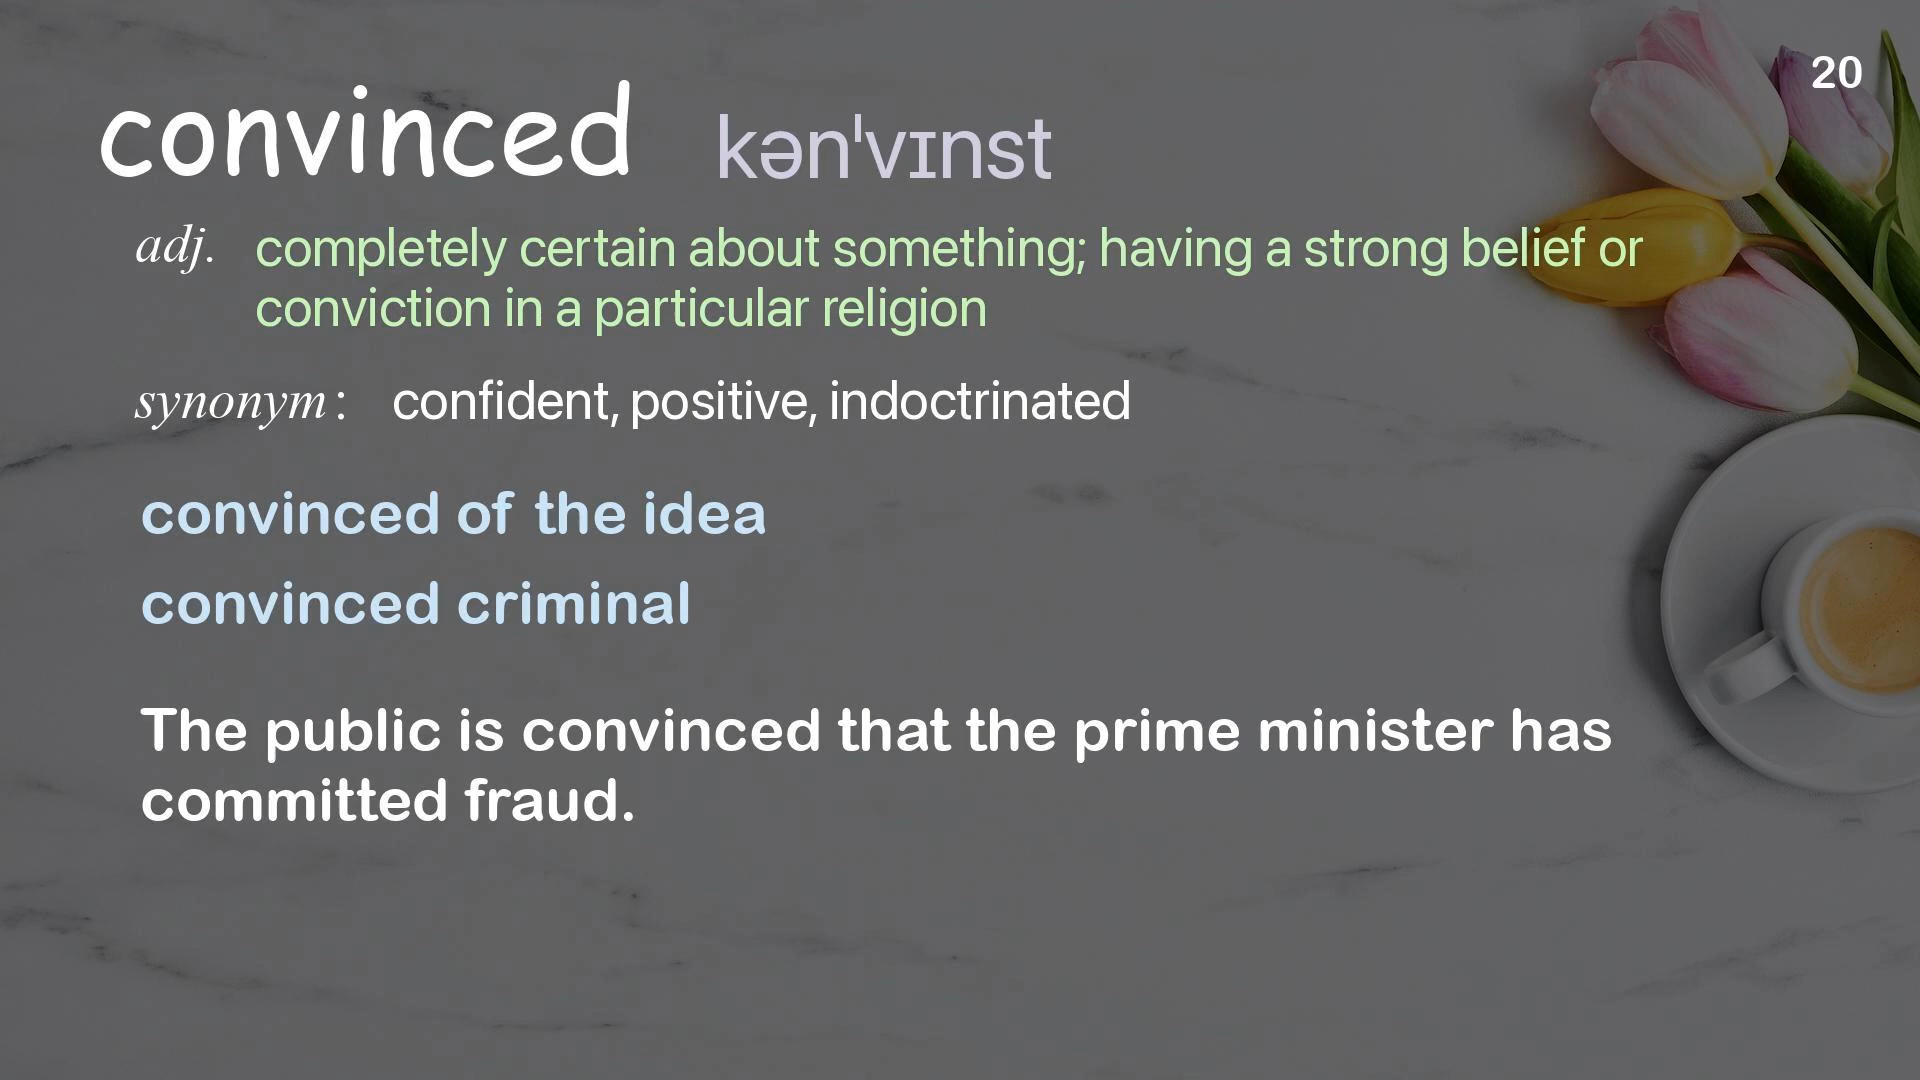 20
convinced kən'vɪnst
adj. completely certain about something; having a strong belief or
conviction in a particular religion
synonym: confident, positive, indoctrinated
convinced of the idea
convinced criminal
The public is convinced that the prime minister has
committed fraud.